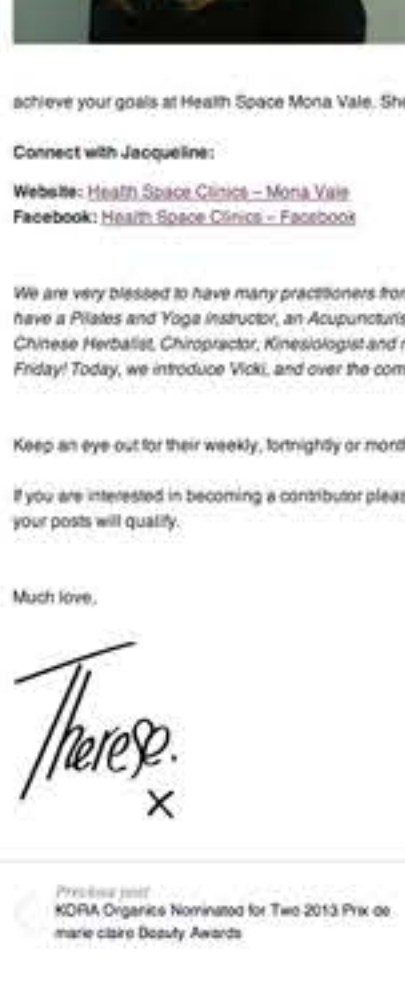 achieve your goals at Health Space Mona Vale. She
Connect with Jacqueline:
Website: Health Space Clinics – Mona Vale
Facebook: Health Space Clinics – Facebook
We are very blessed to have many practitioners from
have a Pilates and Yoga instructor, an Acupuncturis
Chinese Herbalist, Chiropractor, Kinesiologist and
Friday! Today, we introduce Vicki, and over the com
Keep an eye out for their weekly, fortnightly or mont
If you are interested in becoming a contributor pleas
your posts will qualify.
Much love,
Therese.
x
Previous post
KORA Organics Nominated for Two 2013 Prix de
marie claire Beauty Awards